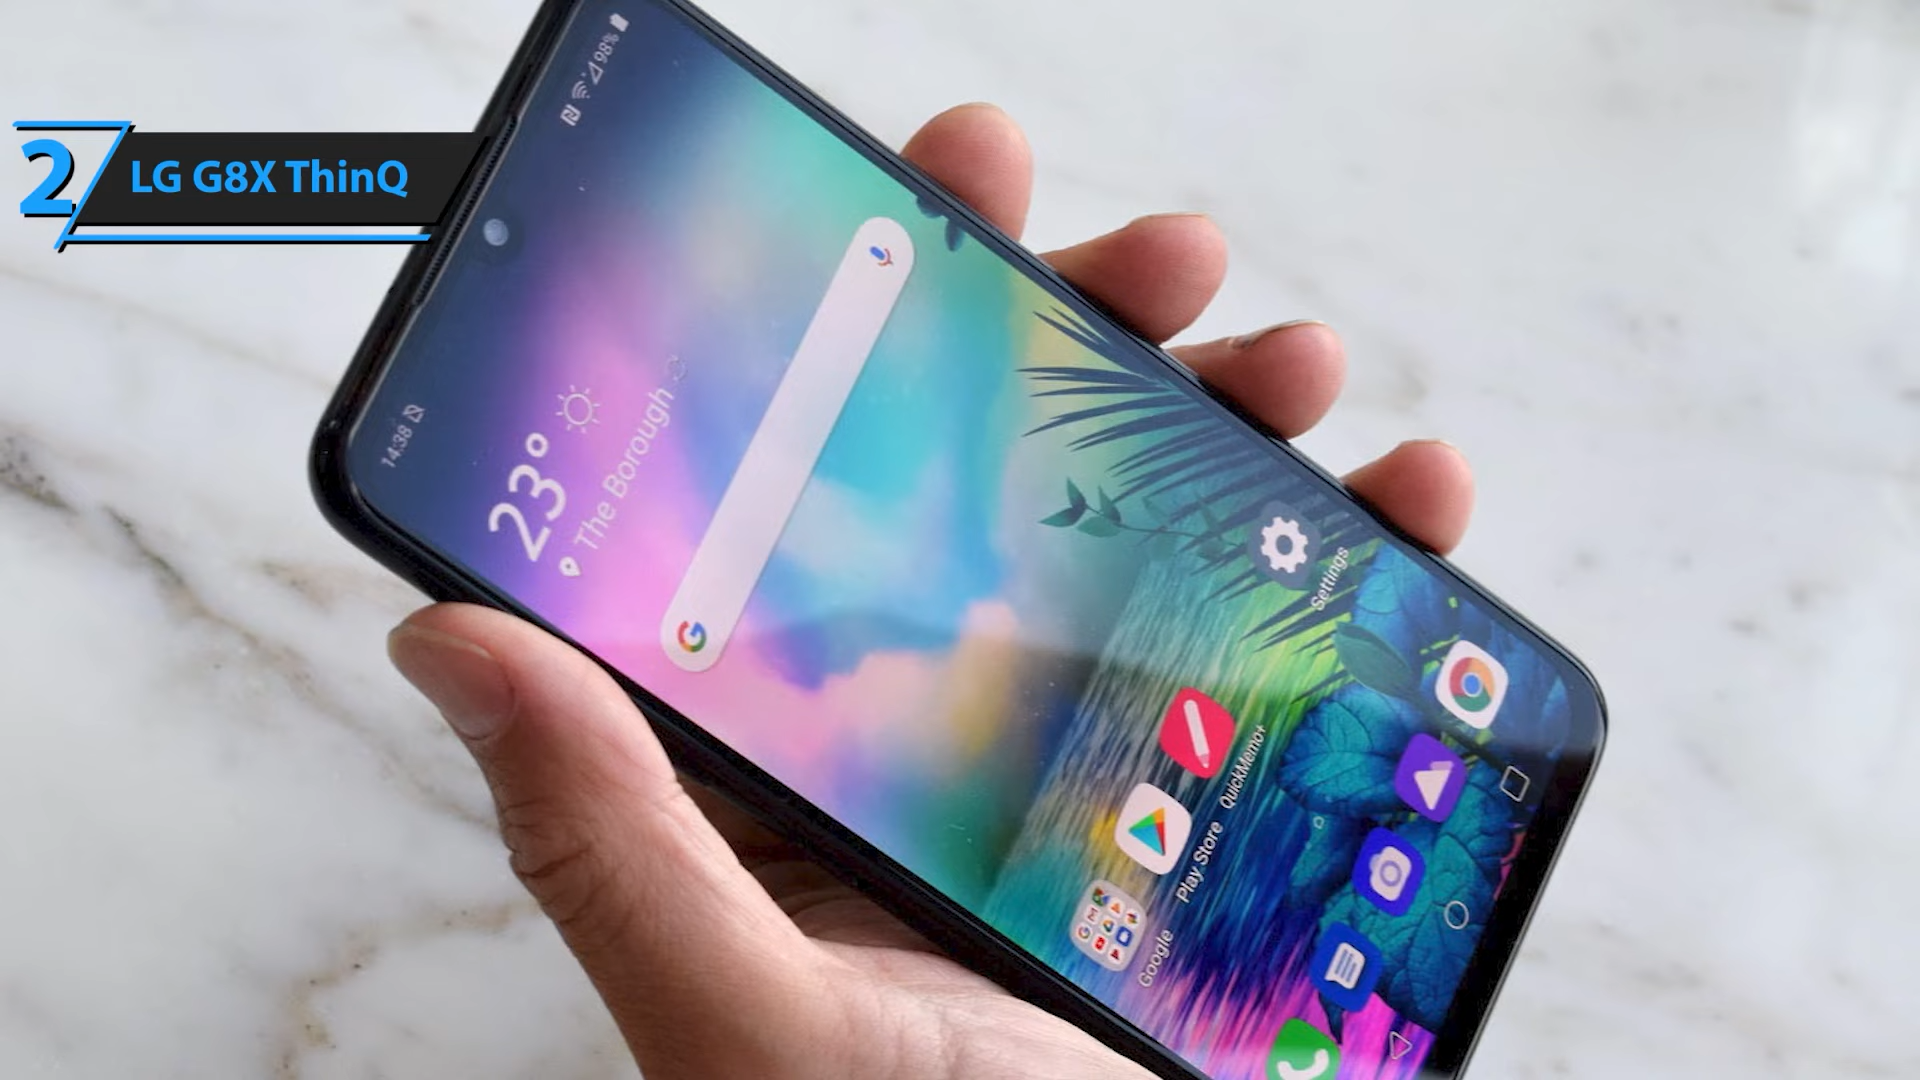 2
LG G8X ThinQ
14:38
98%
23°
The Borough
G
Settings
QuickMemo+
Play Store
Google